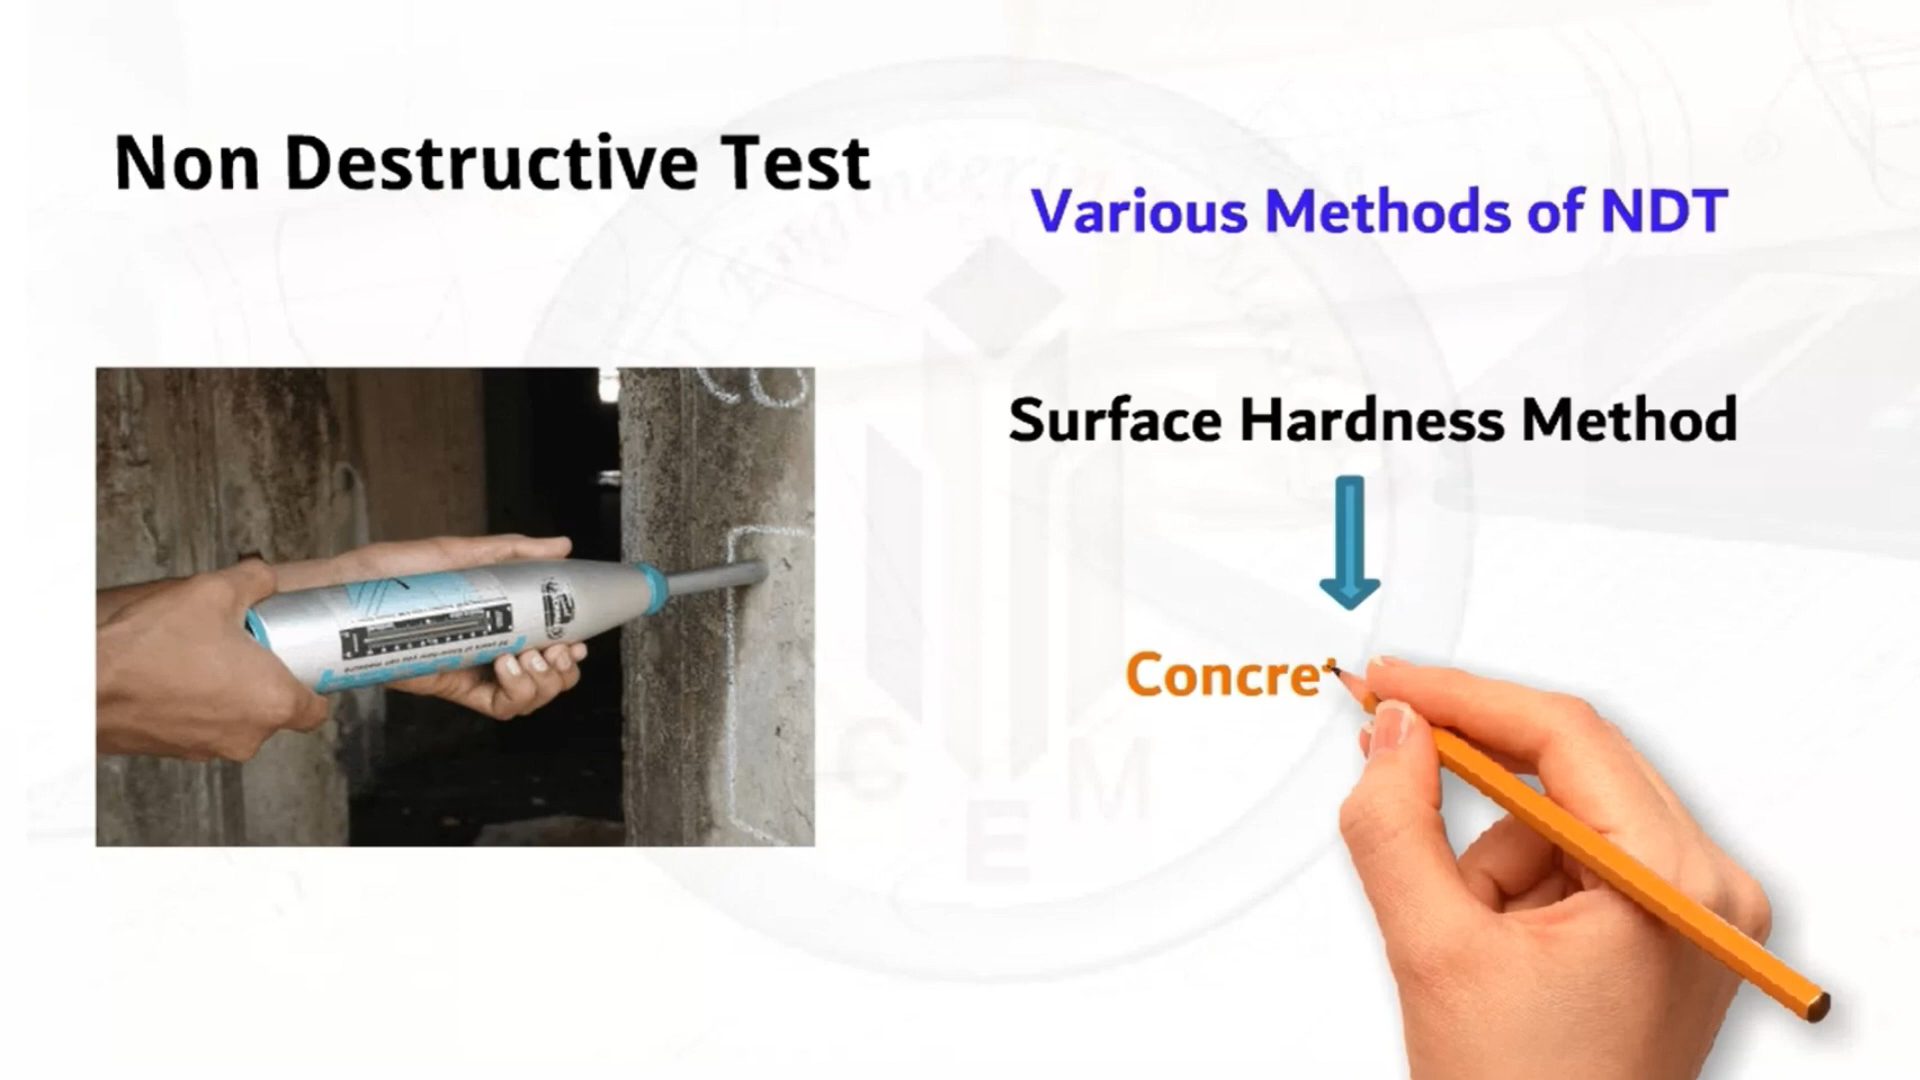 Non Destructive Test
Various Methods of NDT
Surface Hardness Method
Concre
C
E
M